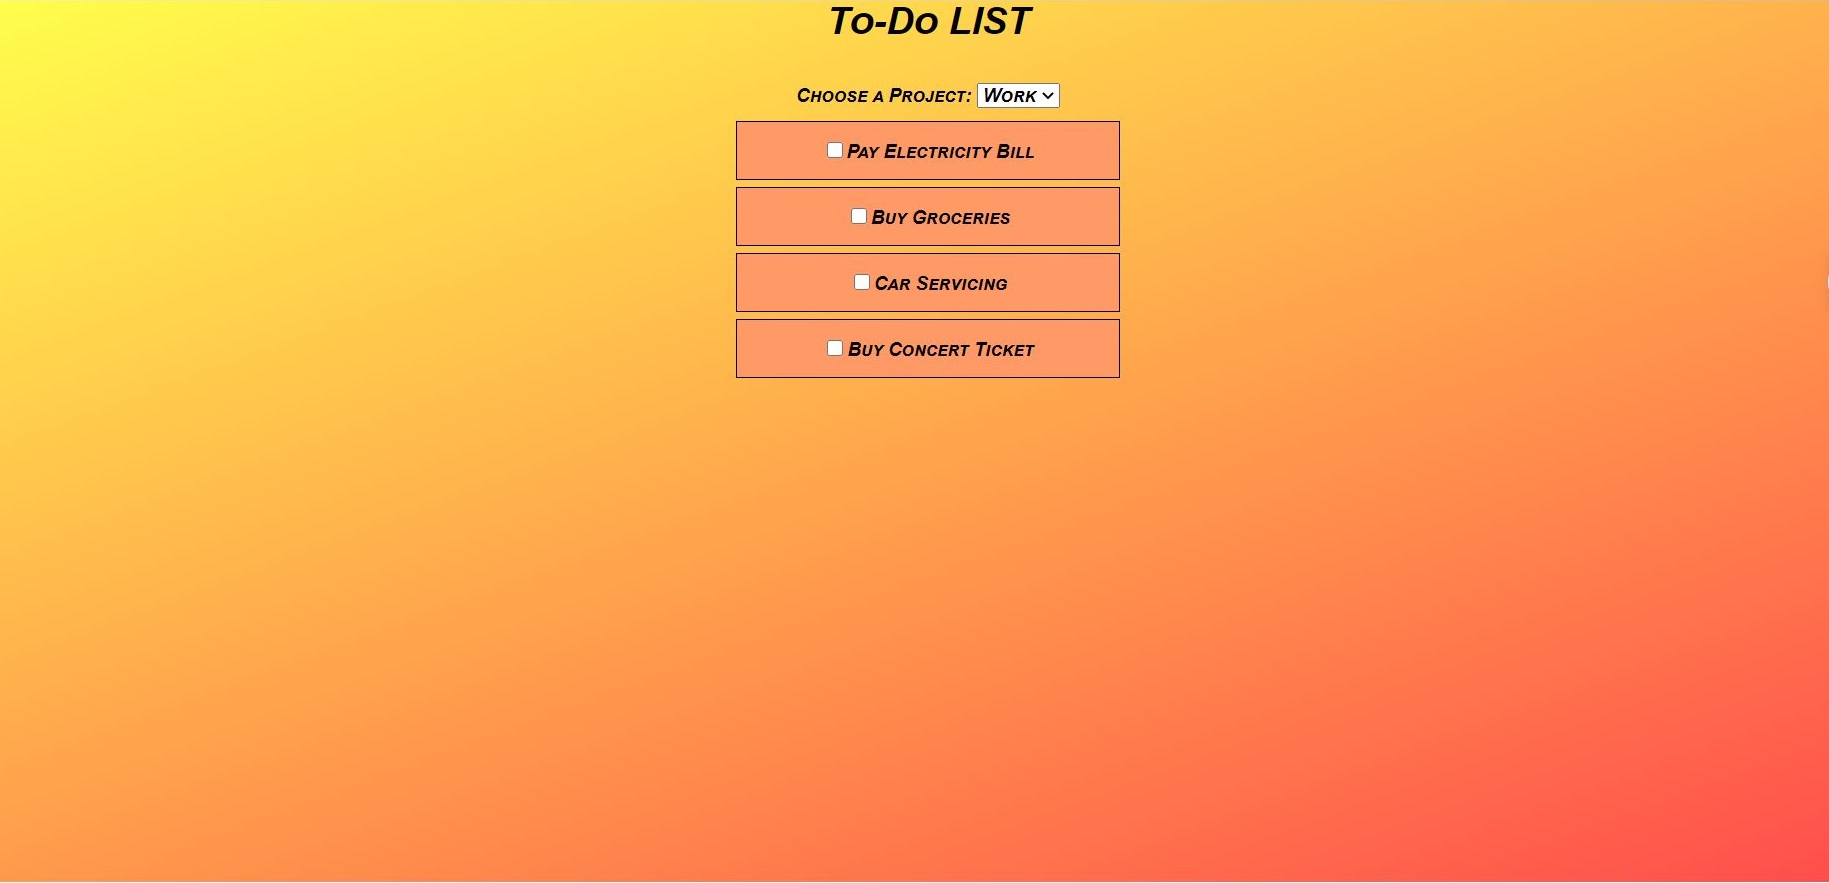 To-Do LIST
Choose a Project: Work
Pay Electricity Bill
Buy Groceries
Car Servicing
Buy Concert Ticket